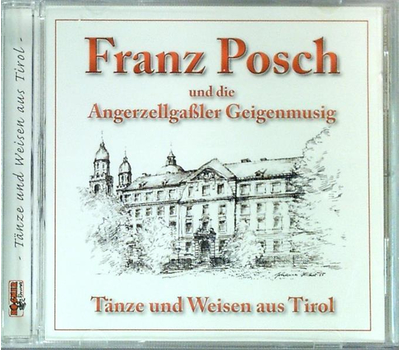 Franz Posch
und die
Angerzellgaßler Geigenmusig
Tänze und Weisen aus Tirol
- Tänze und Weisen aus Tirol -